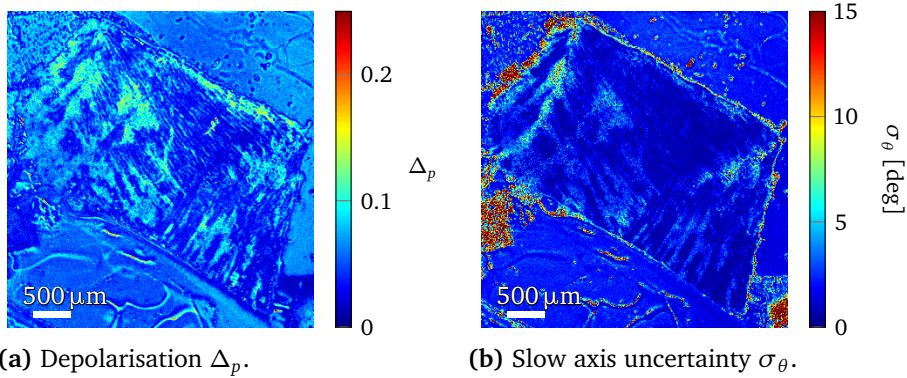 0.2
0.1
0
Δp
500 μm
15
10
5
0
σθ [deg]
500 μm
(a) Depolarisation Δp.
(b) Slow axis uncertainty σθ.